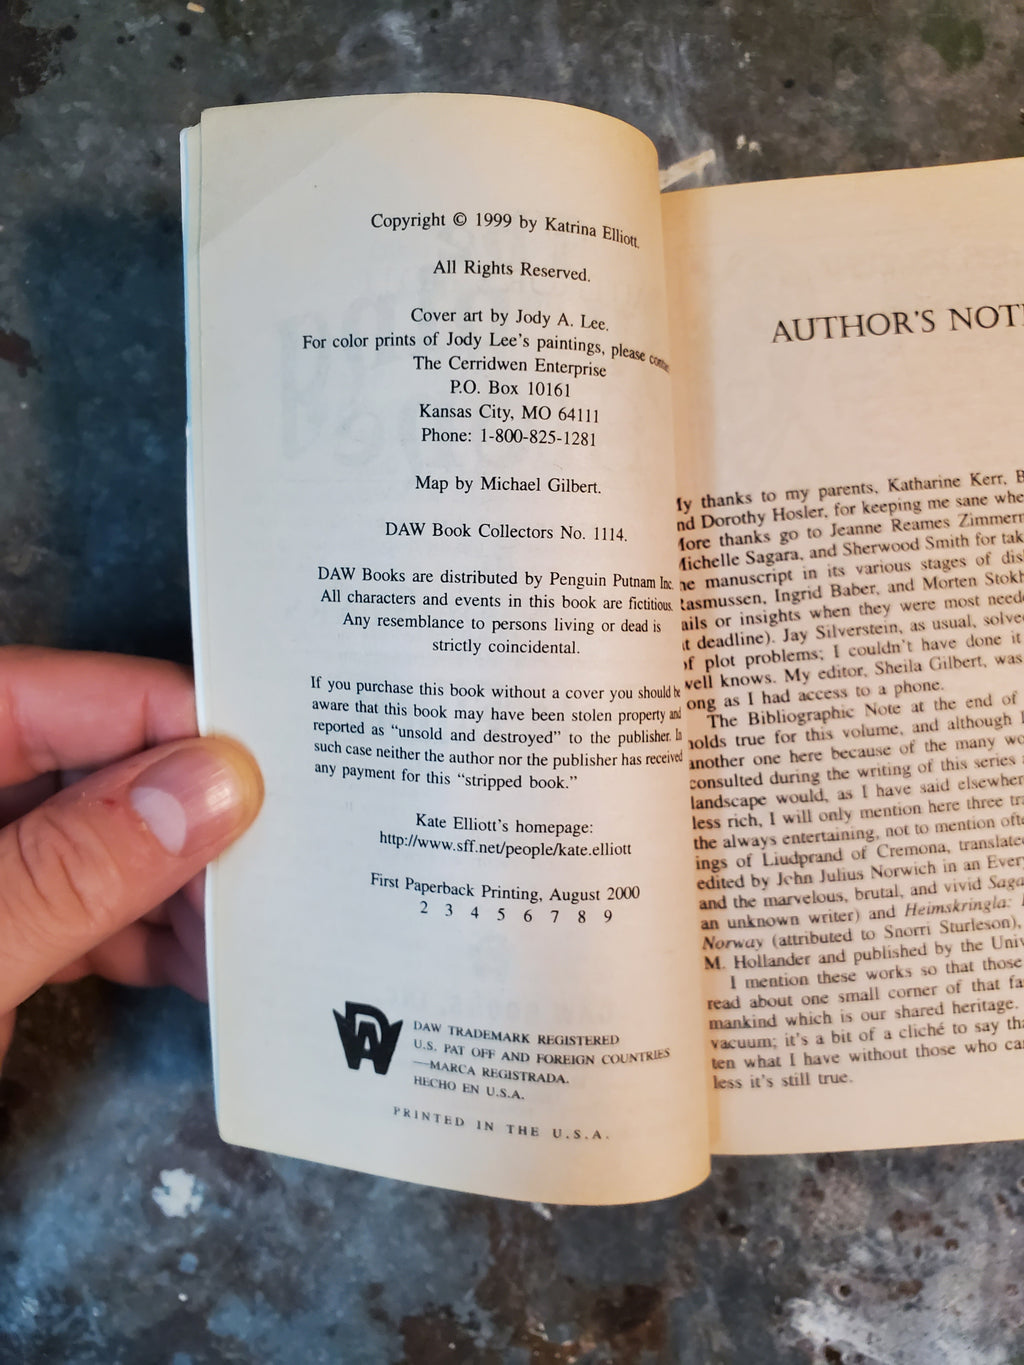 Copyright © 1999 by Katrina Elliott.
All Rights Reserved.
Cover art by Jody A. Lee.
For color prints of Jody Lee's paintings, please
The Cerridwen Enterprise
P.O. Box 10161
Kansas City, MO 64111
Phone: 1-800-825-1281
Map by Michael Gilbert.
DAW Book Collectors No. 1114.
DAW Books are distributed by Penguin Putnam Inc.
All characters and events in this book are fictitious.
Any resemblance to persons living or dead is
strictly coincidental.
If you purchase this book without a cover you should be
aware that this book may have been stolen property and
reported as "unsold and destroyed" to the publisher. In
such case neither the author nor the publisher has received
any payment for this "stripped book."
Kate Elliott's homepage:
http://www.sff.net/people/kate.elliott
First Paperback Printing, August 2000
2 3 4 5 6 7 8 9
DAW
DAW TRADEMARK REGISTERED
U.S. PAT OFF AND FOREIGN COUNTRIES
—MARCA REGISTRADA.
HECHO EN U.S.A.
PRINTED IN THE U.S.A.
AUTHOR'S
thanks to my parents, Katharine Kerr,
Dorothy Hosler, for keeping me sane
thanks go to Jeanne Reames
Sagara, and Sherwood Smith for
manuscript in its various stages of
Ingrid Baber, and Morten
or insights when they were most
deadline). Jay Silverstein, as usual,
of plot problems; I couldn't have done it
well knows. My editor, Sheila Gilbert, was
as I had access to a phone.
The Bibliographic Note at the end of
holds true for this volume, and although
another one here because of the many
consulted during the writing of this series
landscape would, as I have said
less rich, I will only mention here three
the always entertaining, not to mention
ings of Liudprand of Cremona,
edited by John Julius Norwich in an
and the marvelous, brutal, and vivid
an unknown writer) and Heimskringla:
Norway (attributed to Snorri Sturleson),
M. Hollander and published by the
I mention these works so that those
read about one small corner of that
mankind which is our shared heritage.
vacuum; it's a bit of a cliché to say
ten what I have without those who
less it's still true.